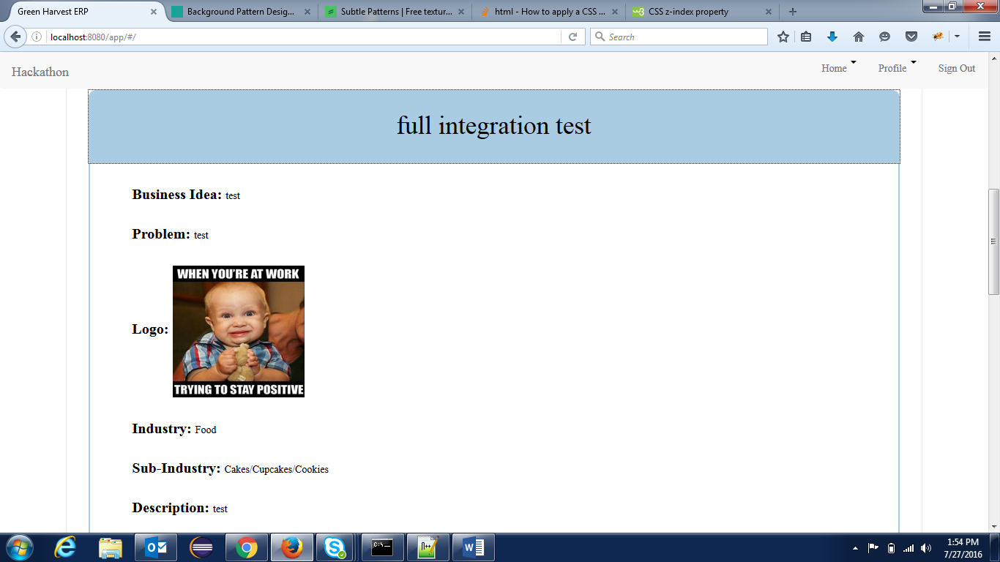 Green Harvest ERP
Background Pattern Desig...
Subtle Patterns | Free textur...
html - How to apply a CSS ...
w3
CSS z-index property
localhost:8080/app/#/
Search
Hackathon
Home
Profile
Sign Out
full integration test
Business Idea: test
Problem: test
WHEN YOU'RE AT WORK
Logo:
TRYING TO STAY POSITIVE
Industry: Food
Sub-Industry: Cakes/Cupcakes/Cookies
Description: test
1:54 PM
7/27/2016